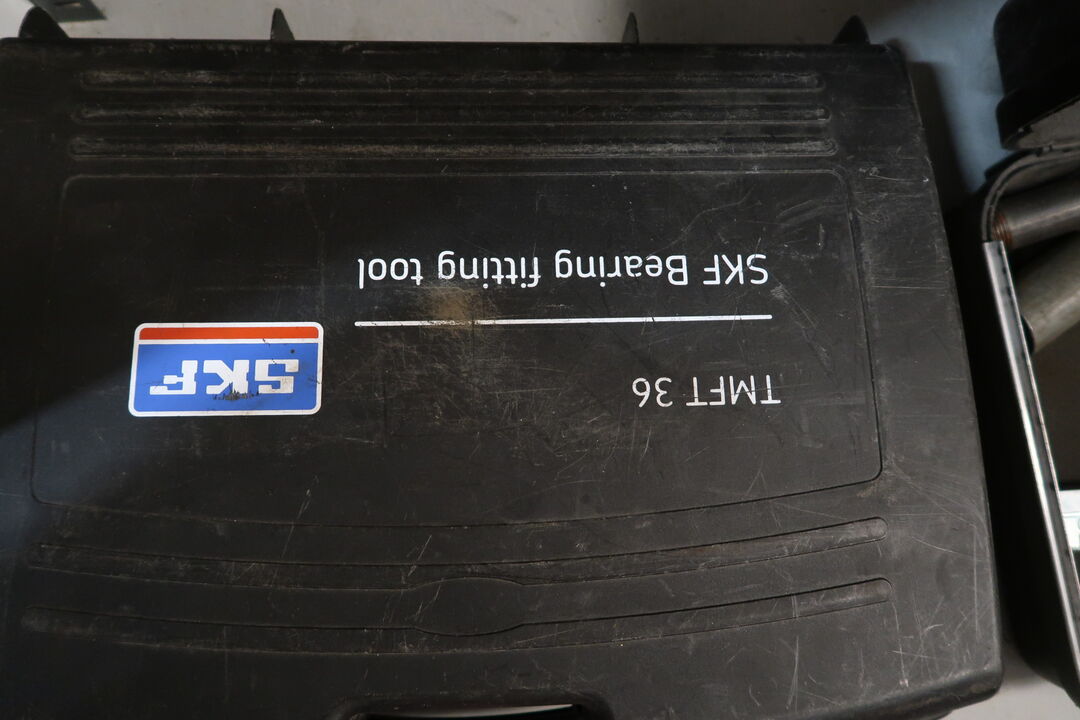 TMFT 36
SKF Bearing fitting tool
SKF